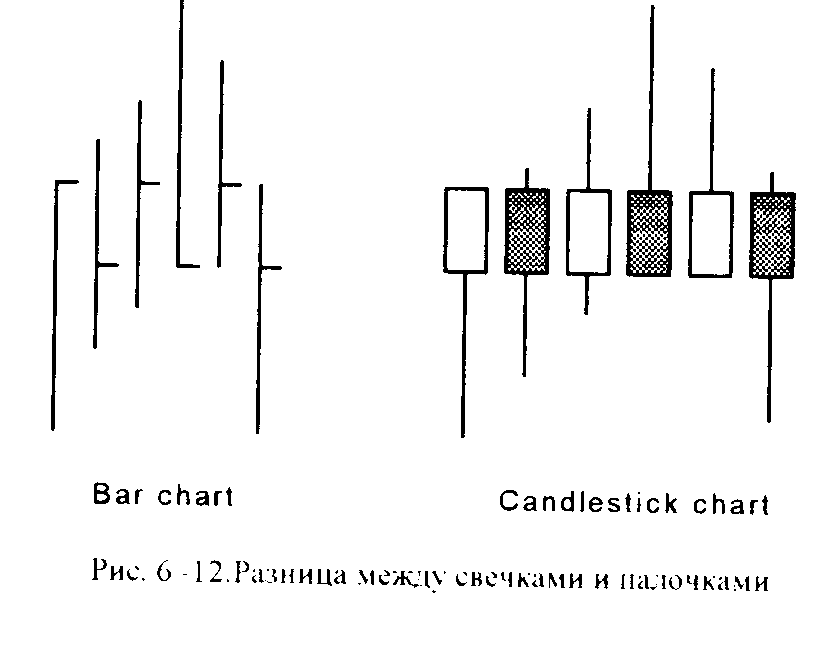 Bar chart
Candlestick chart
Рис. 6 -12.Разница между свечками и палочками